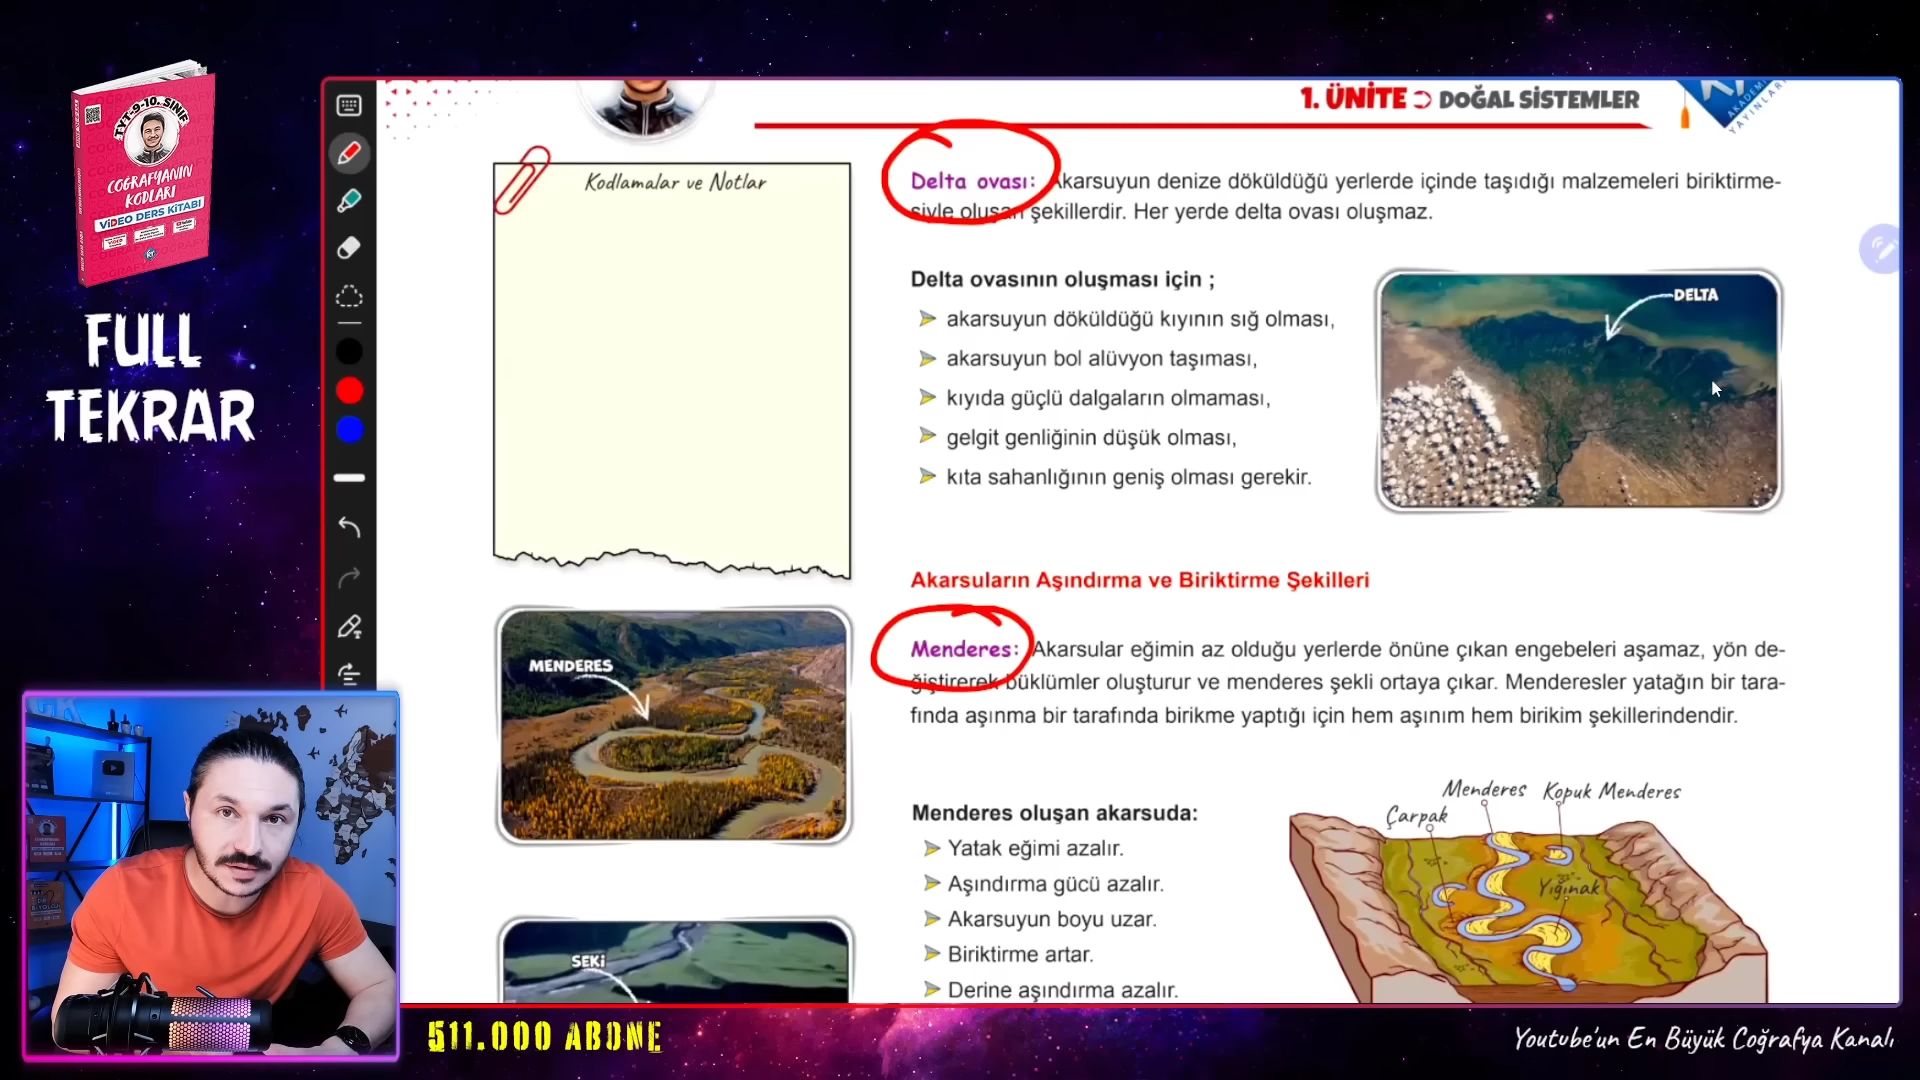 TYT-9-10. SINIF
COĞRAFYANIN
KODLARI
VİDEO DERS KİTABI
FULL
TEKRAR
1. ÜNİTE ➲ DOĞAL SİSTEMLER
AKADEMİ
YAYINLARI
Kodlamalar ve Notlar
Delta ovası: Akarsuyun denize döküldüğü yerlerde içinde taşıdığı malzemeleri biriktirme-
siyle oluşan şekillerdir. Her yerde delta ovası oluşmaz.
Delta ovasının oluşması için ;
akarsuyun döküldüğü kıyının sığ olması,
akarsuyun bol alüvyon taşıması,
kıyıda güçlü dalgaların olmaması,
gelgit genliğinin düşük olması,
kıta sahanlığının geniş olması gerekir.
DELTA
Akarsuların Aşındırma ve Biriktirme Şekilleri
Menderes: Akarsular eğimin az olduğu yerlerde önüne çıkan engebeleri aşamaz, yön de-
ğiştirerek büklümler oluşturur ve menderes şekli ortaya çıkar. Menderesler yatağın bir tara-
fında aşınma bir tarafında birikme yaptığı için hem aşınım hem birikim şekillerindendir.
MENDERES
Menderes oluşan akarsuda:
Yatak eğimi azalır.
Aşındırma gücü azalır.
Akarsuyun boyu uzar.
Biriktirme artar.
Derine aşındırma azalır.
Menderes Kopuk Menderes
Çarpak
Yığınak
SEKİ
511.000 ABONE
Youtube'un En Büyük Coğrafya Kanalı